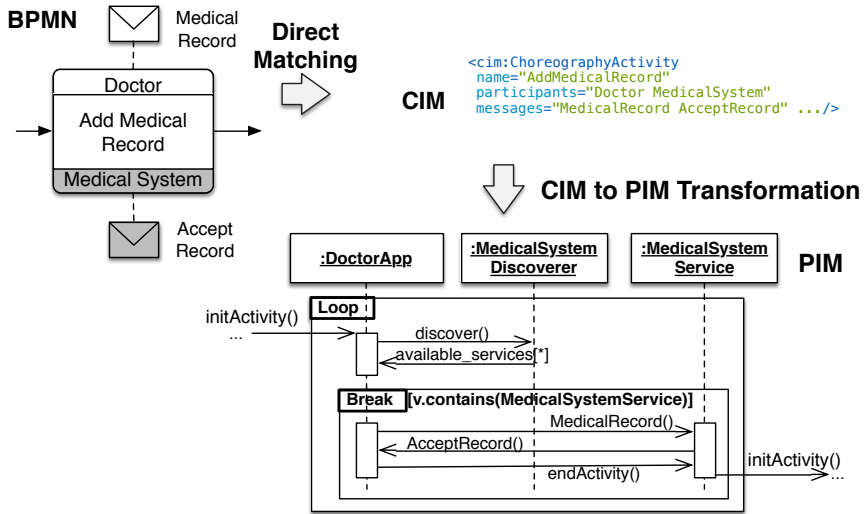 BPMN
Medical
Record
Doctor
Add Medical
Record
Medical System
Accept
Record
Direct
Matching
CIM
<cim:ChoreographyActivity
name="AddMedicalRecord"
participants="Doctor MedicalSystem"
messages="MedicalRecord AcceptRecord" .../>
CIM to PIM Transformation
PIM
:DoctorApp
:MedicalSystem
Discoverer
:MedicalSystem
Service
Loop
initActivity()
...
discover()
available_services[*]
Break [v.contains(MedicalSystemService)]
MedicalRecord()
AcceptRecord()
endActivity()
initActivity()
...